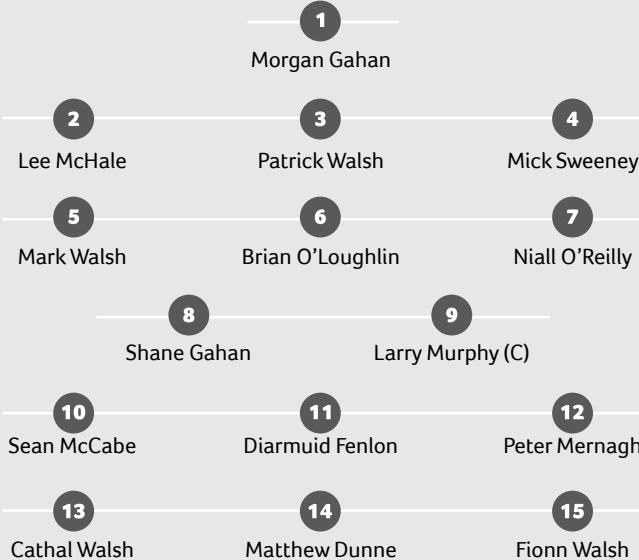 1
Morgan Gahan
2 3 4
Lee McHale Patrick Walsh Mick Sweeney
5 6 7
Mark Walsh Brian O'Loughlin Niall O'Reilly
8 9
Shane Gahan Larry Murphy (C)
10 11 12
Sean McCabe Diarmuid Fenlon Peter Mernagh
13 14 15
Cathal Walsh Matthew Dunne Fionn Walsh